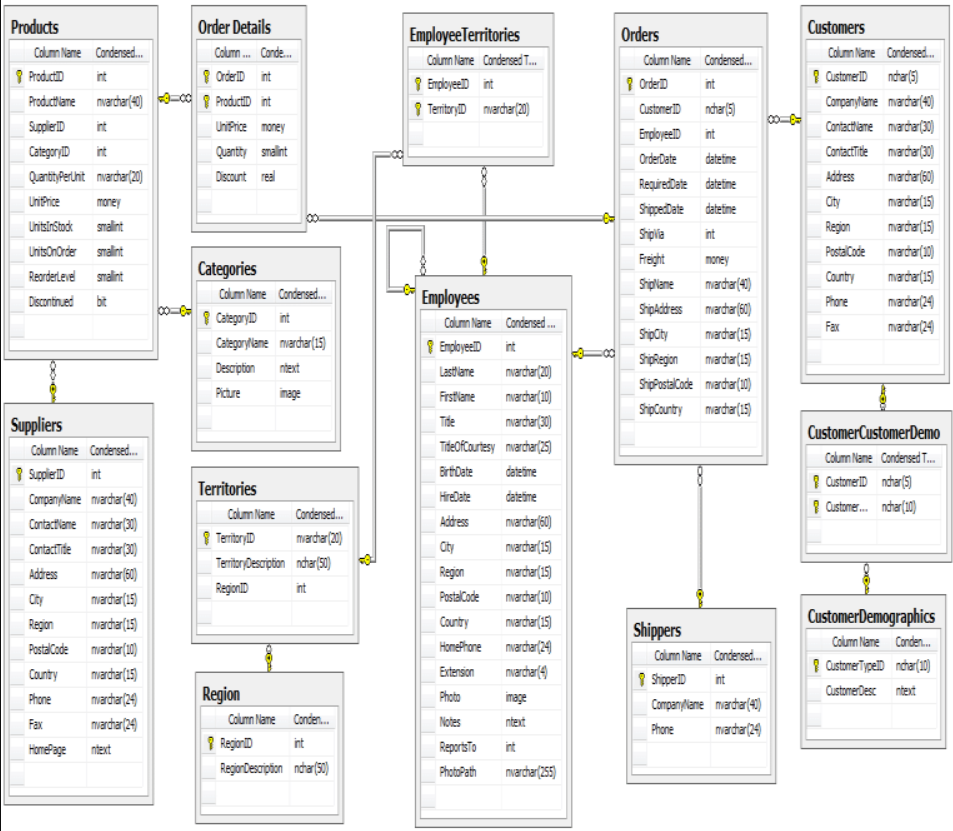 Products
Column Name Condensed...
ProductID int
ProductName nvarchar(40)
SupplierID int
CategoryID int
QuantityPerUnit nvarchar(20)
UnitPrice money
UnitsInStock smallint
UnitsOnOrder smallint
ReorderLevel smallint
Discontinued bit
Order Details
Column ... Conde...
OrderID int
ProductID int
UnitPrice money
Quantity smallint
Discount real
EmployeeTerritories
Column Name Condensed T...
EmployeeID int
TerritoryID nvarchar(20)
Orders
Column Name Condensed...
OrderID int
CustomerID nchar(5)
EmployeeID int
OrderDate datetime
RequiredDate datetime
ShippedDate datetime
ShipVia int
Freight money
ShipName nvarchar(40)
ShipAddress nvarchar(60)
ShipCity nvarchar(15)
ShipRegion nvarchar(15)
ShipPostalCode nvarchar(10)
ShipCountry nvarchar(15)
Customers
Column Name Condensed...
CustomerID nchar(5)
CompanyName nvarchar(40)
ContactName nvarchar(30)
ContactTitle nvarchar(30)
Address nvarchar(60)
City nvarchar(15)
Region nvarchar(15)
PostalCode nvarchar(10)
Country nvarchar(15)
Phone nvarchar(24)
Fax nvarchar(24)
Categories
Column Name Condensed...
CategoryID int
CategoryName nvarchar(15)
Description ntext
Picture image
Employees
Column Name Condensed ...
EmployeeID int
LastName nvarchar(20)
FirstName nvarchar(10)
Title nvarchar(30)
TitleOfCourtesy nvarchar(25)
BirthDate datetime
HireDate datetime
Address nvarchar(60)
City nvarchar(15)
Region nvarchar(15)
PostalCode nvarchar(10)
Country nvarchar(15)
HomePhone nvarchar(24)
Extension nvarchar(4)
Photo image
Notes ntext
ReportsTo int
PhotoPath nvarchar(255)
Suppliers
Column Name Condensed...
SupplierID int
CompanyName nvarchar(40)
ContactName nvarchar(30)
ContactTitle nvarchar(30)
Address nvarchar(60)
City nvarchar(15)
Region nvarchar(15)
PostalCode nvarchar(10)
Country nvarchar(15)
Phone nvarchar(24)
Fax nvarchar(24)
HomePage ntext
Territories
Column Name Condensed...
TerritoryID nvarchar(20)
TerritoryDescription nchar(50)
RegionID int
Region
Column Name Conden...
RegionID int
RegionDescription nchar(50)
Shippers
Column Name Condensed...
ShipperID int
CompanyName nvarchar(40)
Phone nvarchar(24)
CustomerCustomerDemo
Column Name Condensed T...
CustomerID nchar(5)
Customer... nchar(10)
CustomerDemographics
Column Name Conden...
CustomerTypeID nchar(10)
CustomerDesc ntext